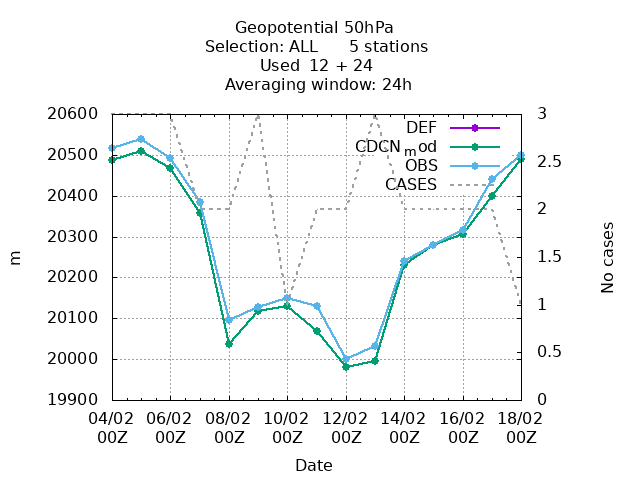 Geopotential 50hPa
Selection: ALL      5 stations
Used  12 + 24
Averaging window: 24h
DEF
CDCN_mod
OBS
CASES
20600
20500
20400
20300
20200
20100
20000
19900
m
3
2.5
2
1.5
1
0.5
0
No cases
04/02 06/02 08/02 10/02 12/02 14/02 16/02 18/02
00Z 00Z 00Z 00Z 00Z 00Z 00Z 00Z
Date